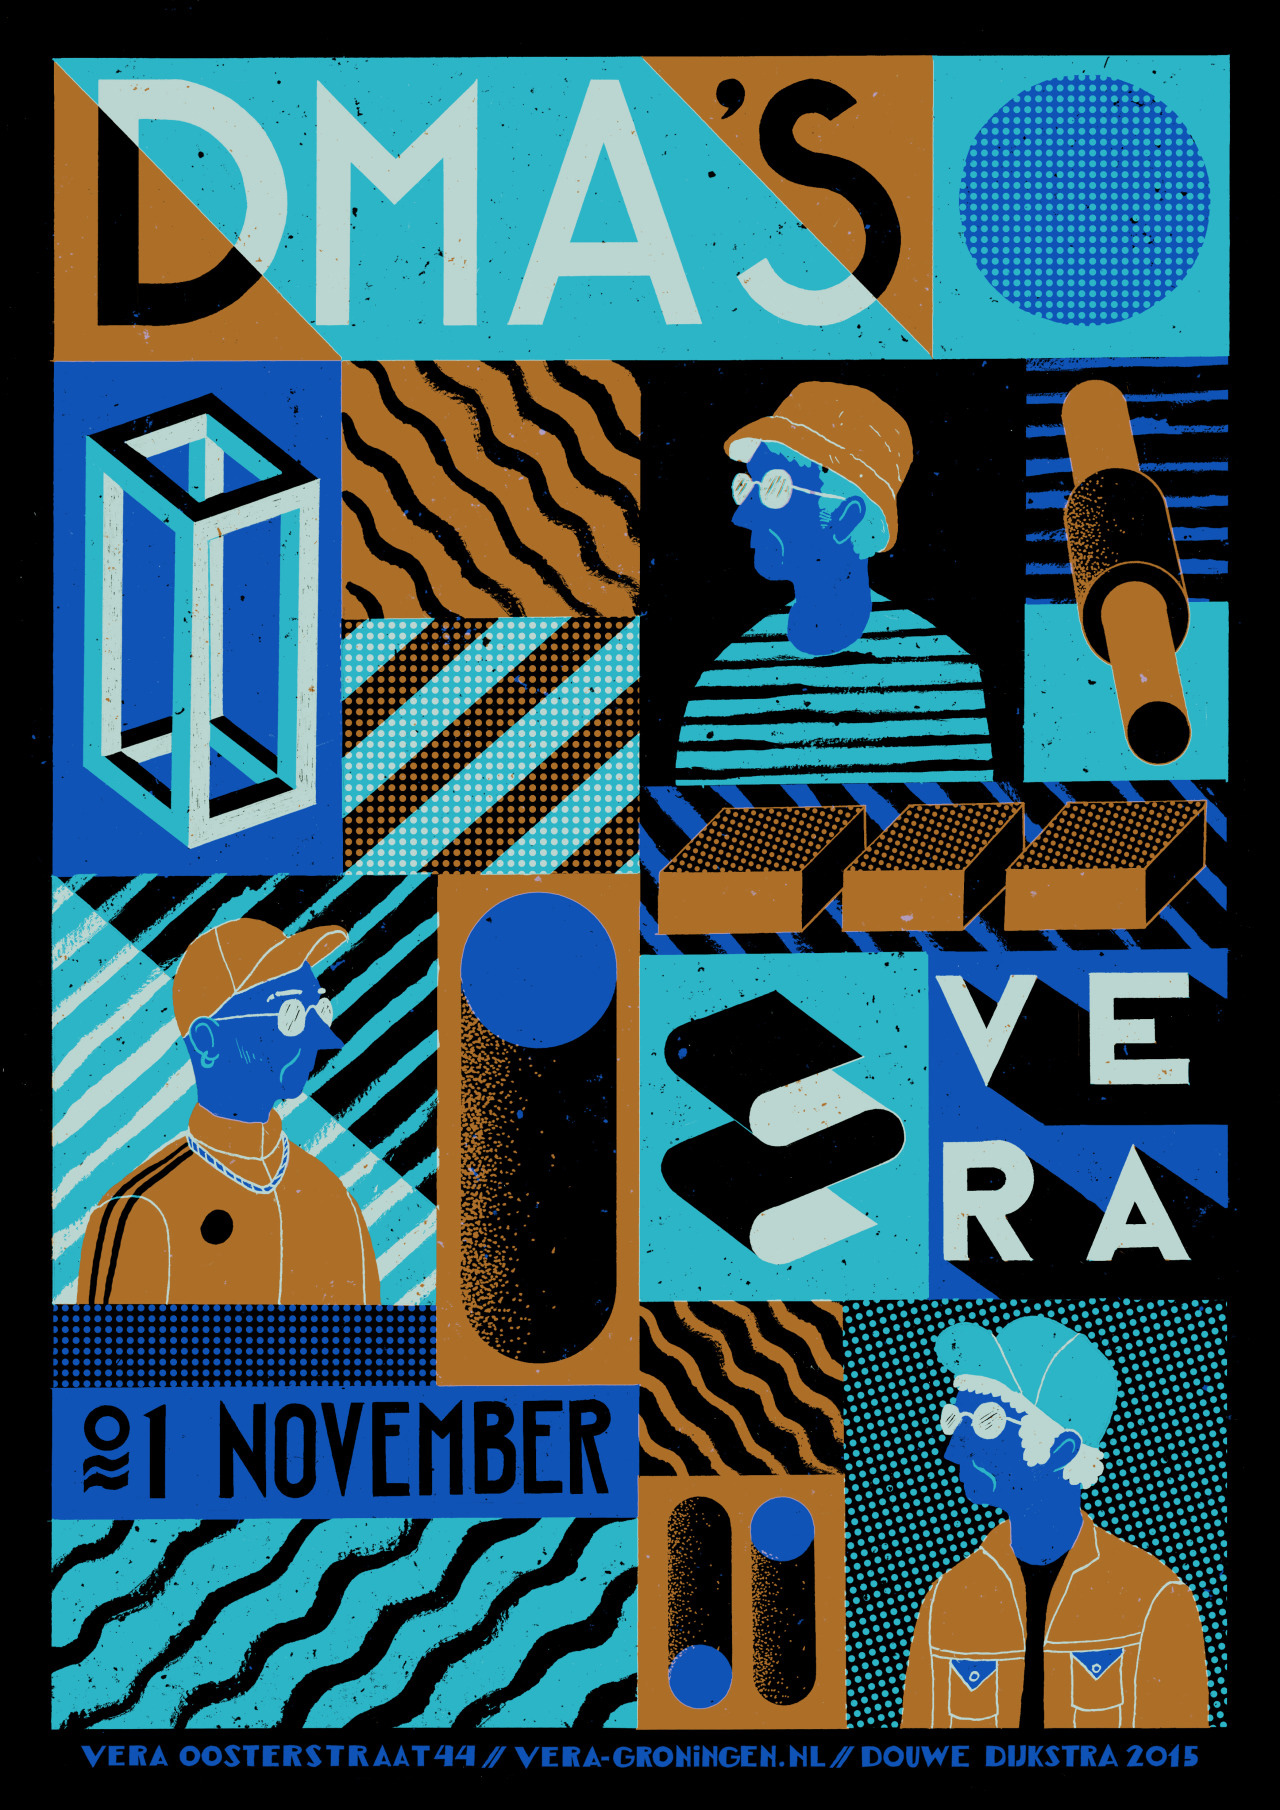 DMA'S
VE
RA
01 NOVEMBER
VERA OOSTERSTRAAT 44 // VERA-GRONiNGEN.NL // DOUWE DIJKSTRA 2015